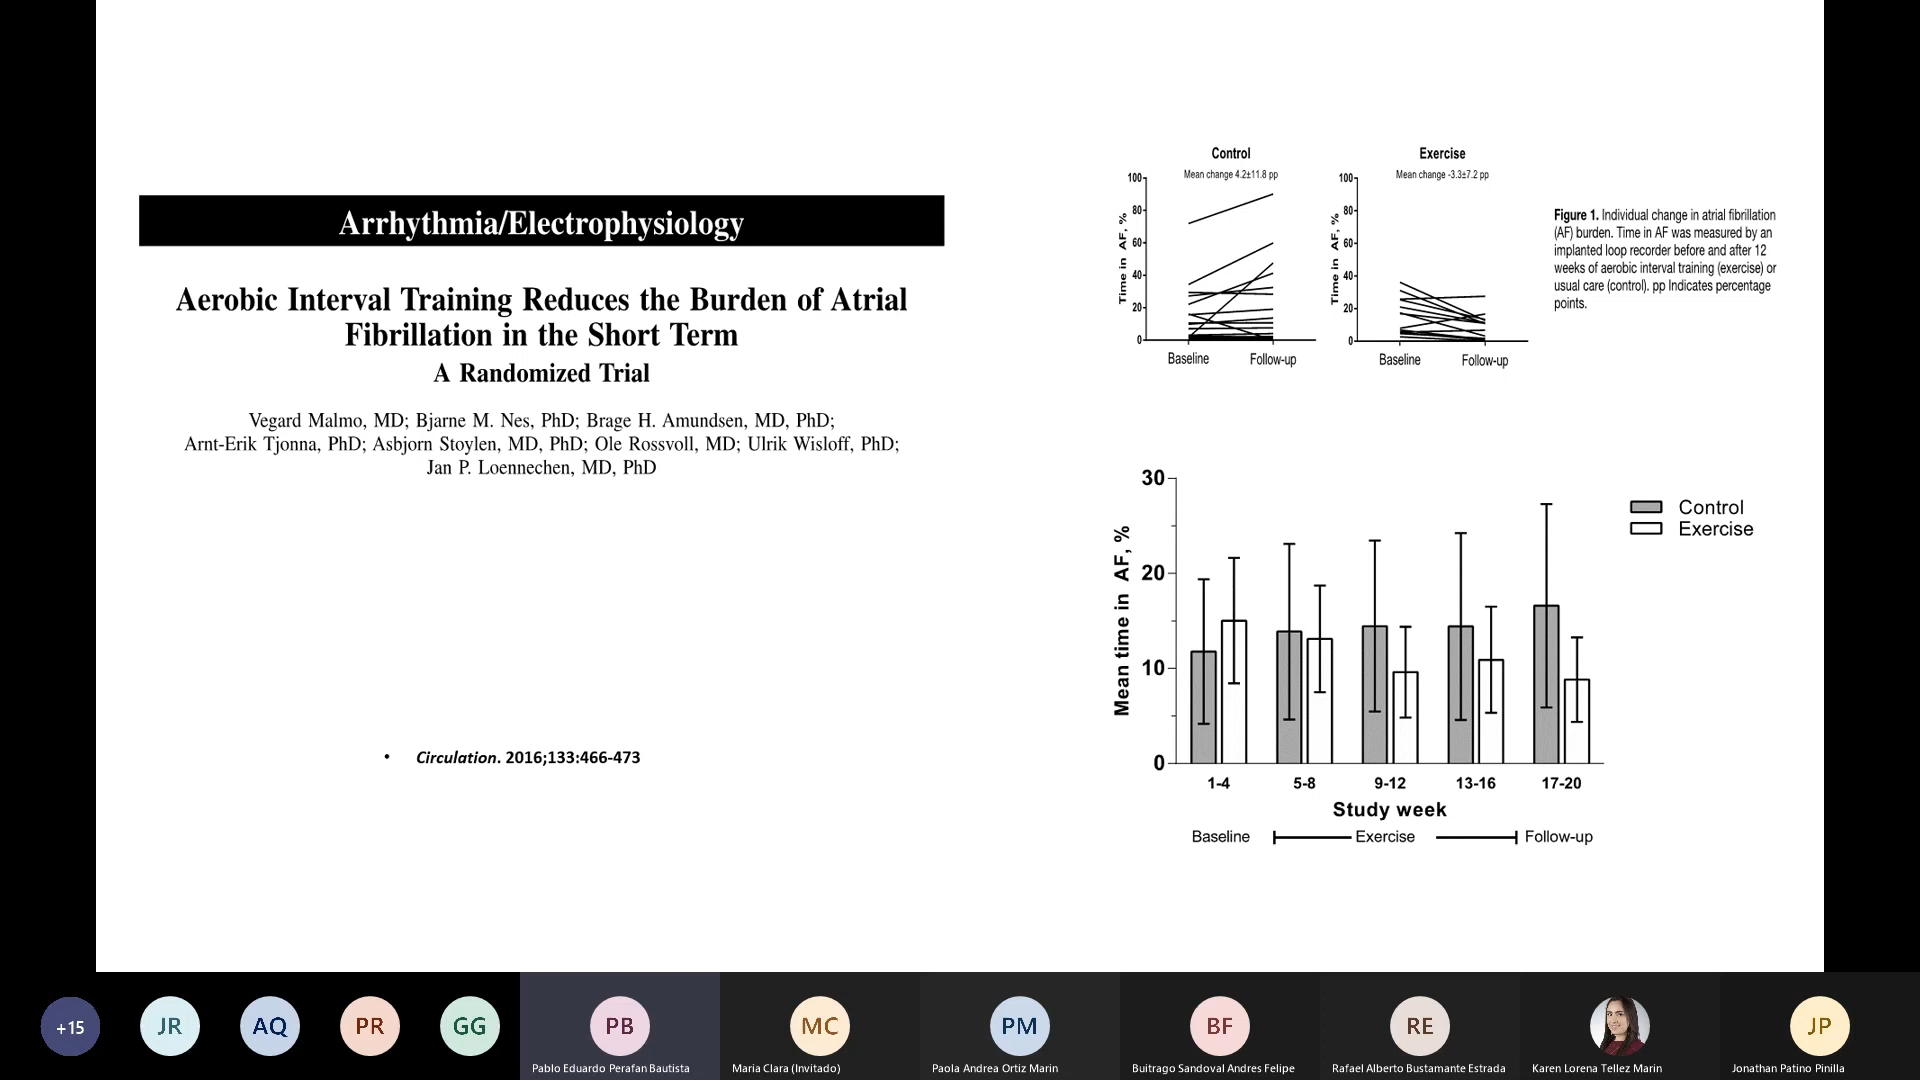 Arrhythmia/Electrophysiology
Aerobic Interval Training Reduces the Burden of Atrial
Fibrillation in the Short Term
A Randomized Trial
Vegard Malmo, MD; Bjarne M. Nes, PhD; Brage H. Amundsen, MD, PhD;
Arnt-Erik Tjonna, PhD; Asbjorn Stoylen, MD, PhD; Ole Rossvoll, MD; Ulrik Wisloff, PhD;
Jan P. Loennechen, MD, PhD
• Circulation. 2016;133:466-473
Control
Mean change 4.2±11.8 pp
Time in AF, %
100
80
60
40
20
0
Baseline Follow-up
Exercise
Mean change -3.3±7.2 pp
Time in AF, %
100
80
60
40
20
0
Baseline Follow-up
Figure 1. Individual change in atrial fibrillation
(AF) burden. Time in AF was measured by an
implanted loop recorder before and after 12
weeks of aerobic interval training (exercise) or
usual care (control). pp Indicates percentage
points.
Mean time in AF, %
30
20
10
0
Control
Exercise
1-4 5-8 9-12 13-16 17-20
Study week
Baseline Exercise Follow-up
+15
JR
AQ
PR
GG
PB
Pablo Eduardo Perafan Bautista
MC
Maria Clara (Invitado)
PM
Paola Andrea Ortiz Marin
BF
Buitrago Sandoval Andres Felipe
RE
Rafael Alberto Bustamante Estrada
Karen Lorena Tellez Marin
JP
Jonathan Patino Pinilla